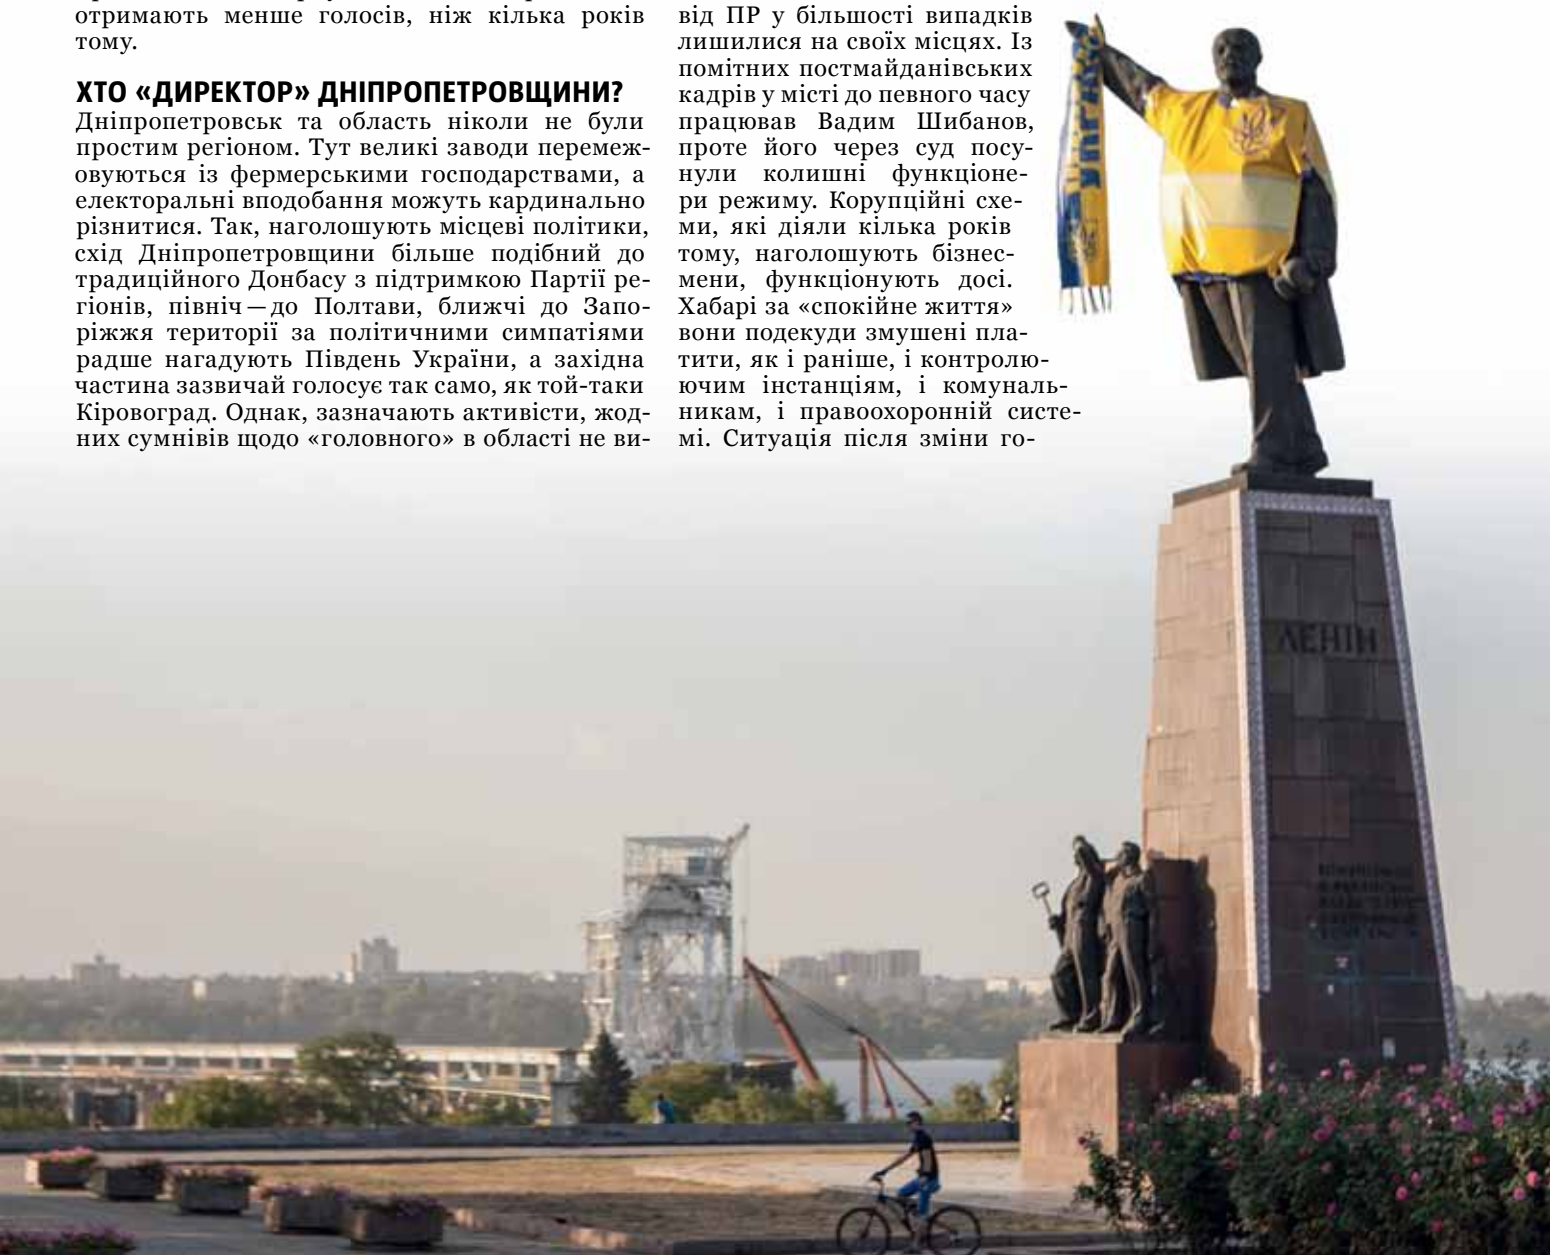 отримають менше голосів, ніж кілька років
тому.
ХТО «ДИРЕКТОР» ДНІПРОПЕТРОВЩИНИ?
Дніпропетровськ та область ніколи не були
простим регіоном. Тут великі заводи перемеж-
овуються із фермерськими господарствами, а
електоральні вподобання можуть кардинально
різнитися. Так, наголошують місцеві політики,
схід Дніпропетровщини більше подібний до
традиційного Донбасу з підтримкою Партії ре-
гіонів, північ — до Полтави, ближчі до Запо-
ріжжя території за політичними симпатіями
радше нагадують Південь України, а західна
частина зазвичай голосує так само, як той-таки
Кіровоград. Однак, зазначають активісти, жод-
них сумнівів щодо «головного» в області не ви-
від ПР у більшості випадків
лишилися на своїх місцях. Із
помітних постмайданівських
кадрів у місті до певного часу
працював Вадим Шибанов,
проте його через суд посу-
нули колишні функціоне-
ри режиму. Корупційні схе-
ми, які діяли кілька років
тому, наголошують бізнес-
мени, функціонують досі.
Хабарі за «спокійне життя»
вони подекуди змушені пла-
тити, як і раніше, і контролю-
ючим інстанціям, і комуналь-
никам, і правоохоронній систе-
мі. Ситуація після зміни го-
ЛЕНІН